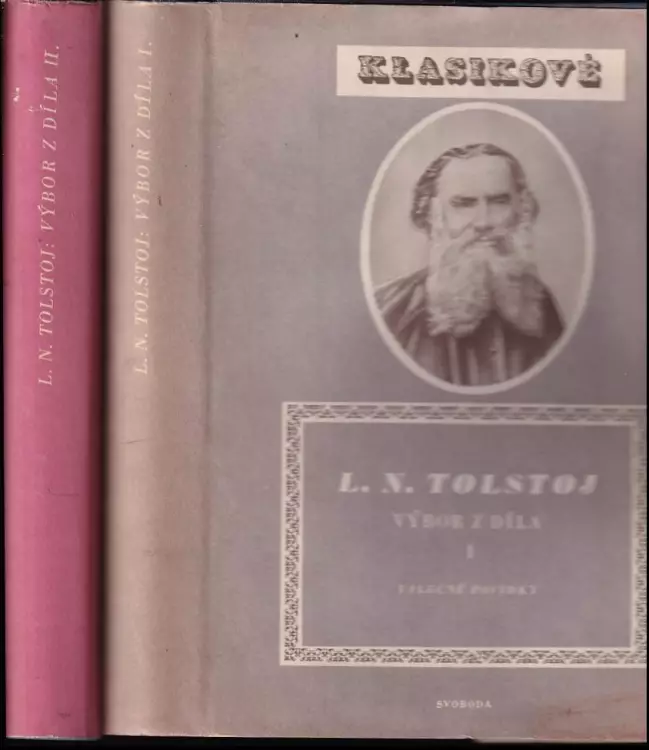 L. N. TOLSTOJ: VÝBOR Z DÍLA II.
L. N. TOLSTOJ: VÝBOR Z DÍLA I.
KLASIKOVÉ
L. N. TOLSTOJ
VÝBOR Z DÍLA
I
VÁLEČNÉ POVÍDKY
SVOBODA